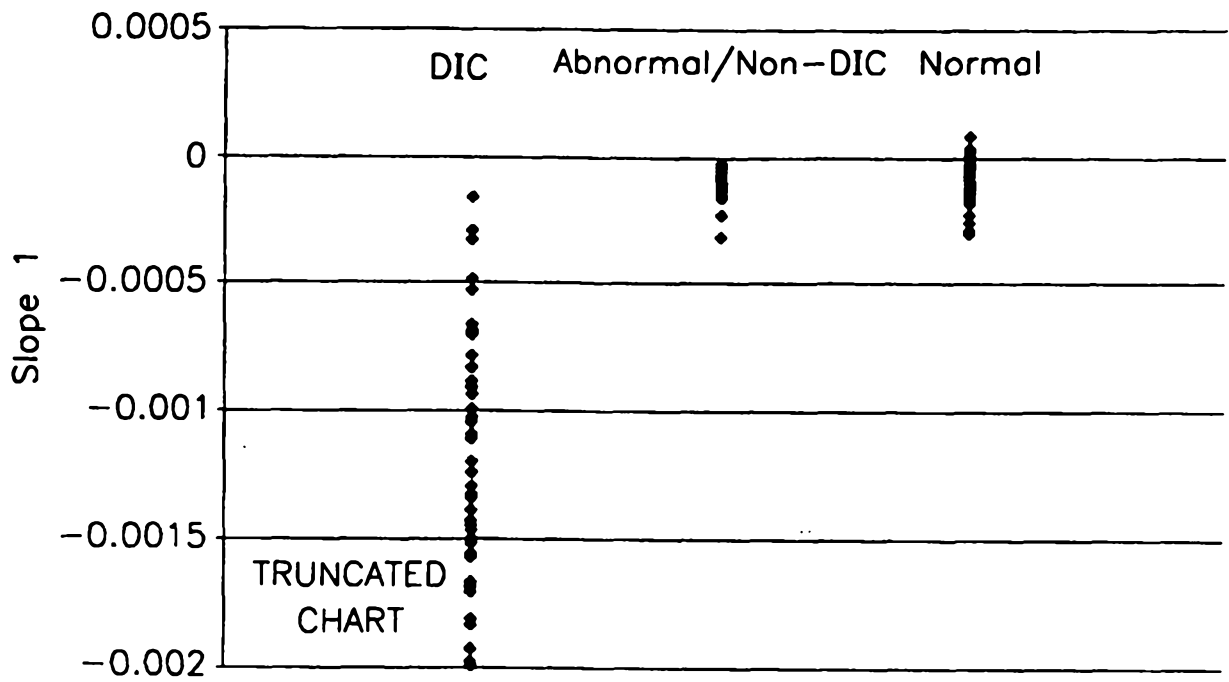 0.0005
DIC Abnormal/Non-DIC Normal
0
Slope 1
-0.0005
-0.001
-0.0015
TRUNCATED
CHART
-0.002